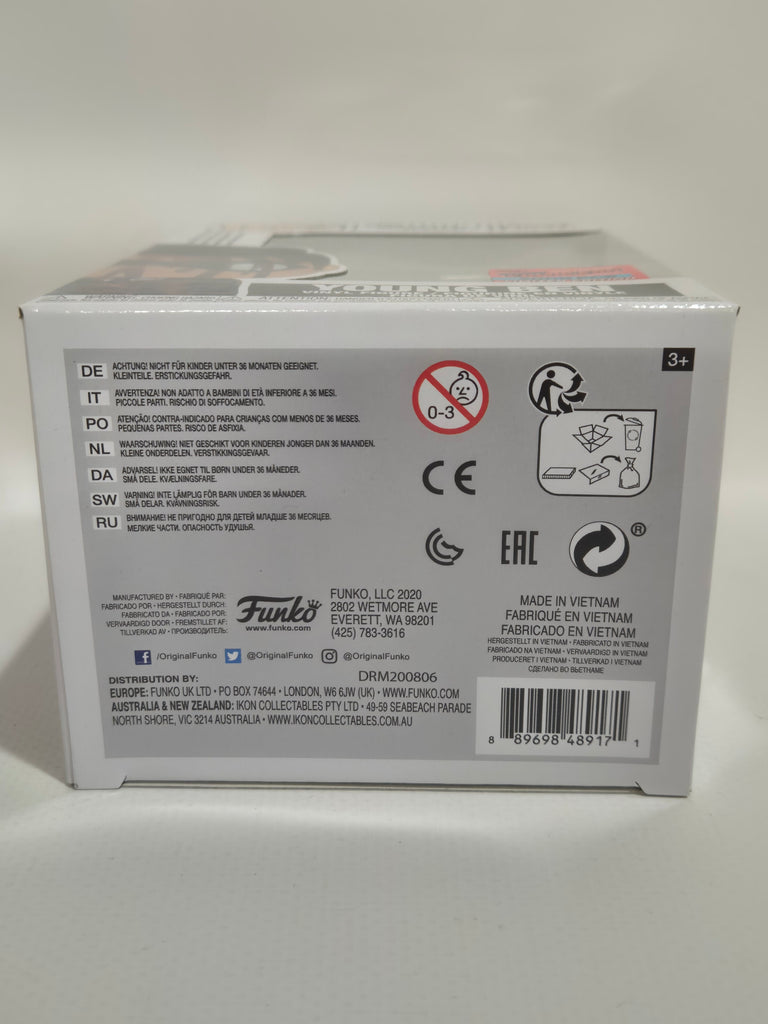 YOUNG BEN
3+
DE ACHTUNG! NICHT FÜR KINDER UNTER 36 MONATEN GEEIGNET.
KLEINTEILE. ERSTICKUNGSGEFAHR.
IT AVVERTENZA! NON ADATTO A BAMBINI DI ETÀ INFERIORE A 36 MESI.
PICCOLE PARTI. RISCHIO DI SOFFOCAMENTO.
PO ATENÇÃO! CONTRA-INDICADO PARA CRIANÇAS COM MENOS DE 36 MESES.
PEQUENAS PARTES. RISCO DE ASFIXIA.
NL WAARSCHUWING! NIET GESCHIKT VOOR KINDEREN JONGER DAN 36 MAANDEN.
KLEINE ONDERDELEN. VERSTIKKINGSGEVAAR.
DA ADVARSEL! IKKE EGNET TIL BØRN UNDER 36 MÅNEDER.
SMÅ DELE. KVÆLNINGSFARE.
SW VARNING! INTE LÄMPLIG FÖR BARN UNDER 36 MÅNADER.
SMÅ DELAR. KVÄVNINGSRISK.
RU ВНИМАНИЕ! НЕ ПРИГОДНО ДЛЯ ДЕТЕЙ МЛАДШЕ 36 МЕСЯЦЕВ.
МЕЛКИЕ ЧАСТИ. ОПАСНОСТЬ УДУШЬЯ.
0-3
CE
EAC
®
MANUFACTURED BY • FABRIQUÉ PAR:
FABRICADO POR • HERGESTELLT DURCH:
FABBRICATO DA • FABRICADO POR:
VERVAARDIGD DOOR • FREMSTILLET AF:
TILLVERKAD AV • ПРОИЗВОДИТЕЛЬ:
Funko
www.funko.com
FUNKO, LLC 2020
2802 WETMORE AVE
EVERETT, WA 98201
(425) 783-3616
/OriginalFunko @OriginalFunko @OriginalFunko
MADE IN VIETNAM
FABRIQUÉ EN VIETNAM
FABRICADO EN VIETNAM
HERGESTELLT IN VIETNAM • FABBRICATO IN VIETNAM
FABRICADO NA VIETNAM • VERVAARDIGD IN VIETNAM
PRODUCERET I VIETNAM • TILLVERKAD I VIETNAM
СДЕЛАНО ВО ВЬЕТНАМЕ
DRM200806
DISTRIBUTION BY:
EUROPE: FUNKO UK LTD • PO BOX 74644 • LONDON, W6 6JW (UK) • WWW.FUNKO.COM
AUSTRALIA & NEW ZEALAND: IKON COLLECTABLES PTY LTD • 49-59 SEABEACH PARADE
NORTH SHORE, VIC 3214 AUSTRALIA • WWW.IKONCOLLECTABLES.COM.AU
8 89698 48917 1